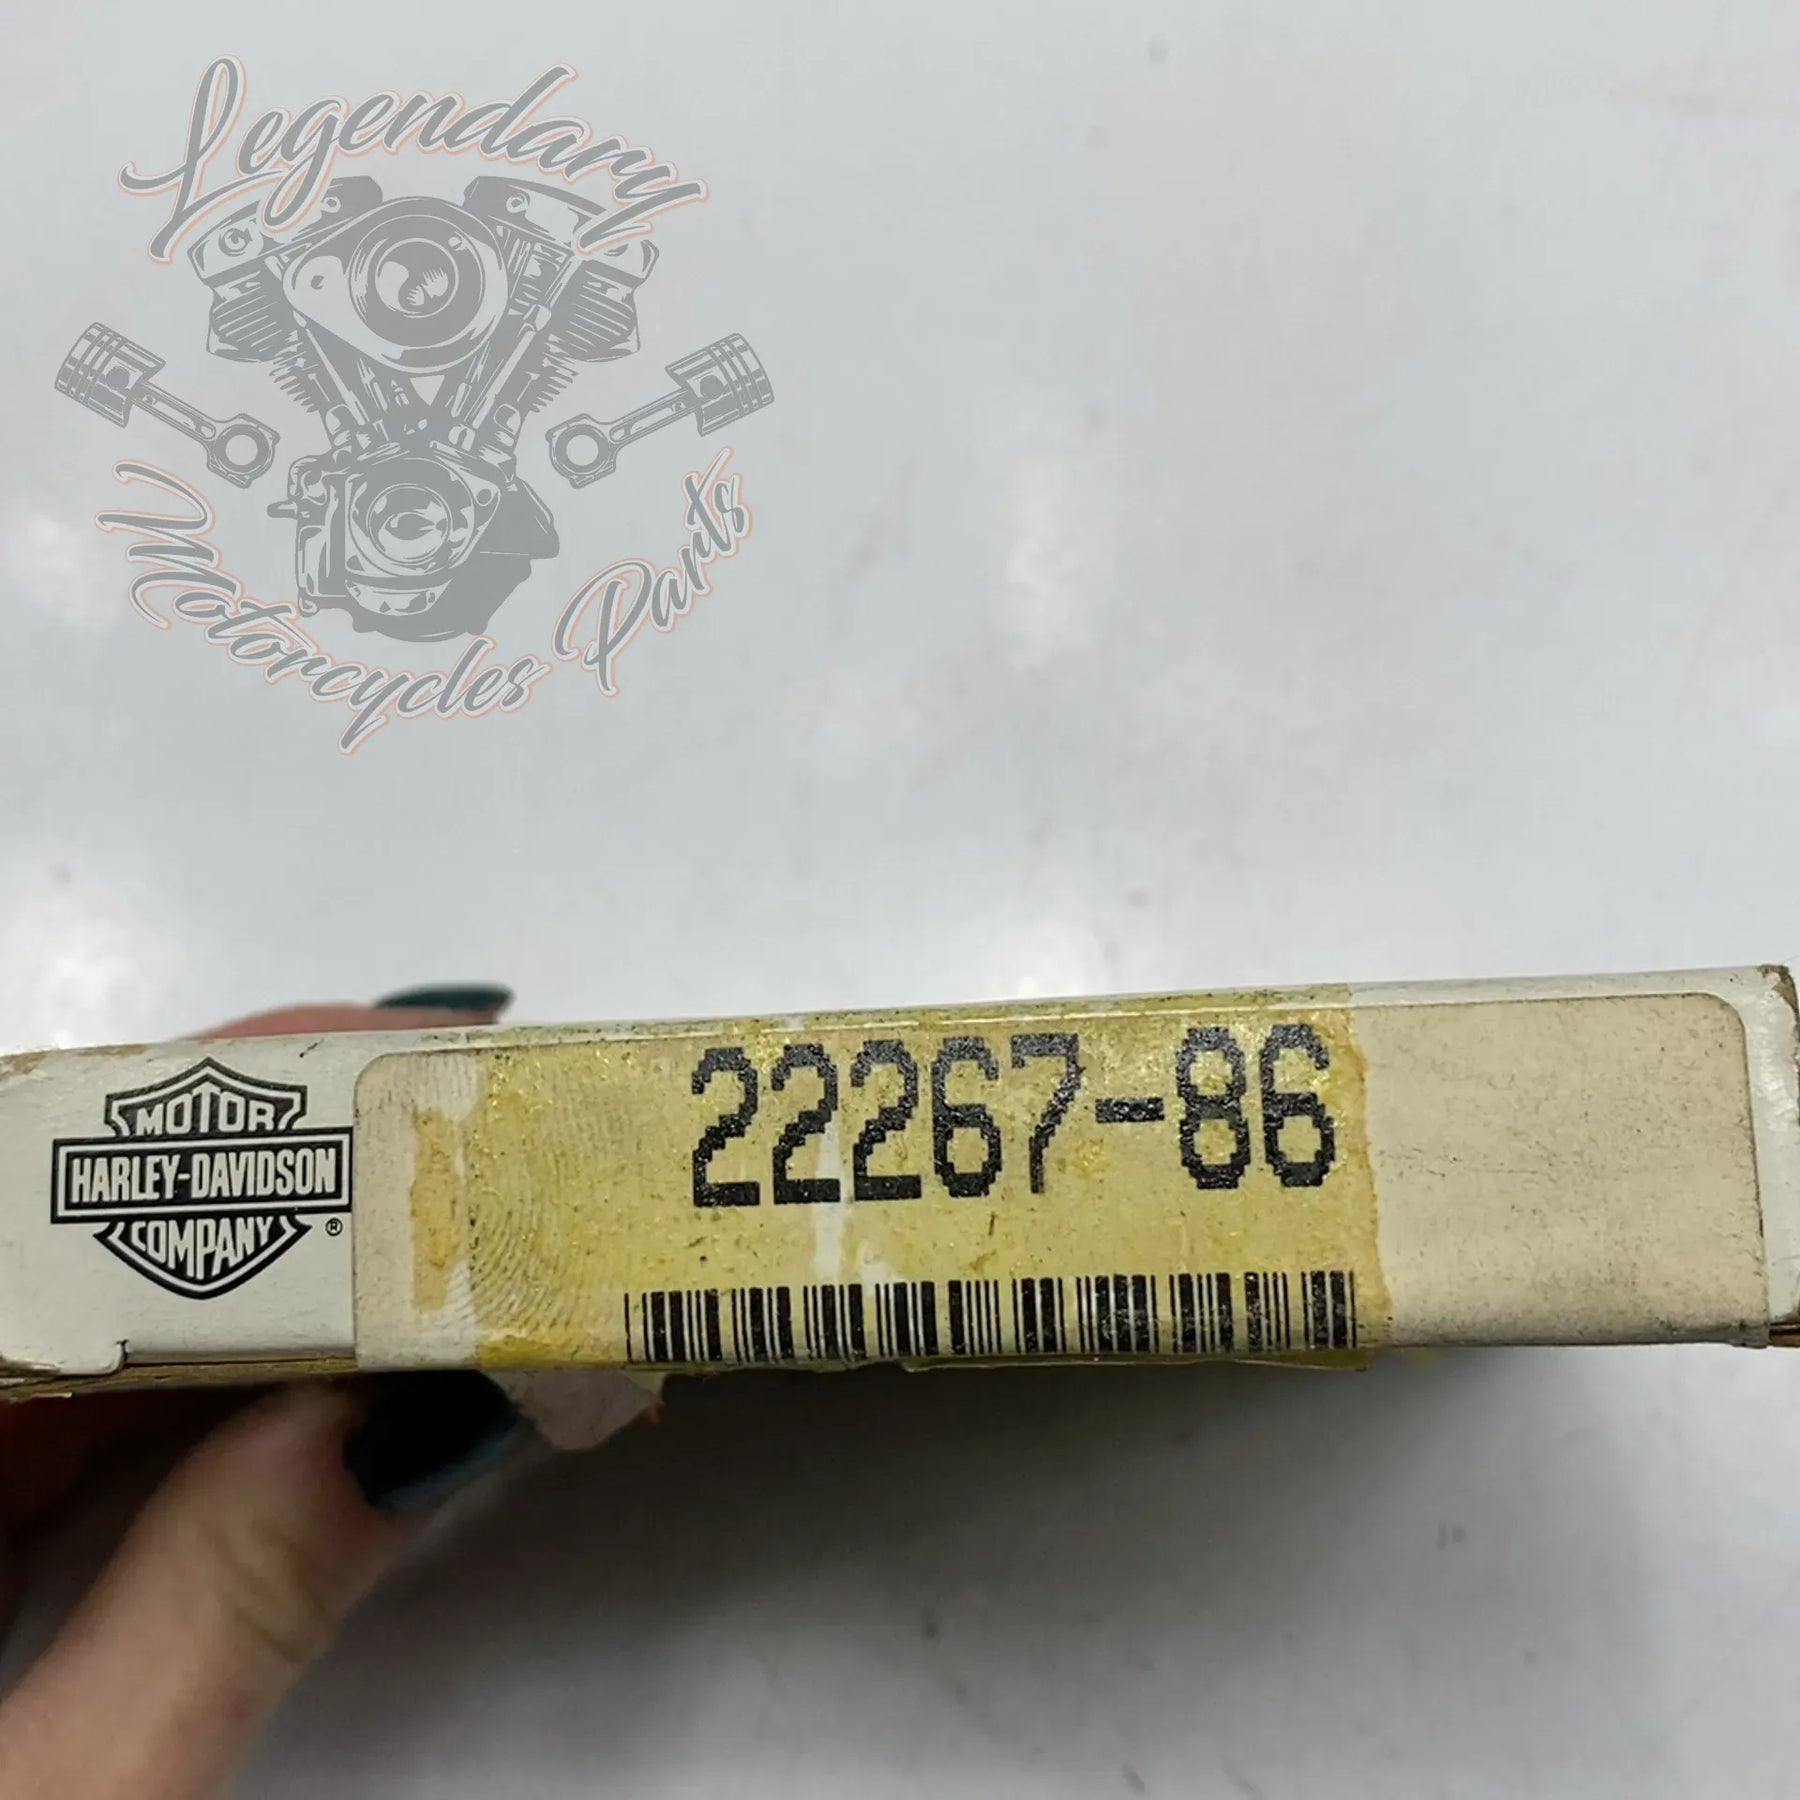 Legendary
Motorcycles Parts
MOTOR
HARLEY-DAVIDSON
COMPANY
®
22267-86